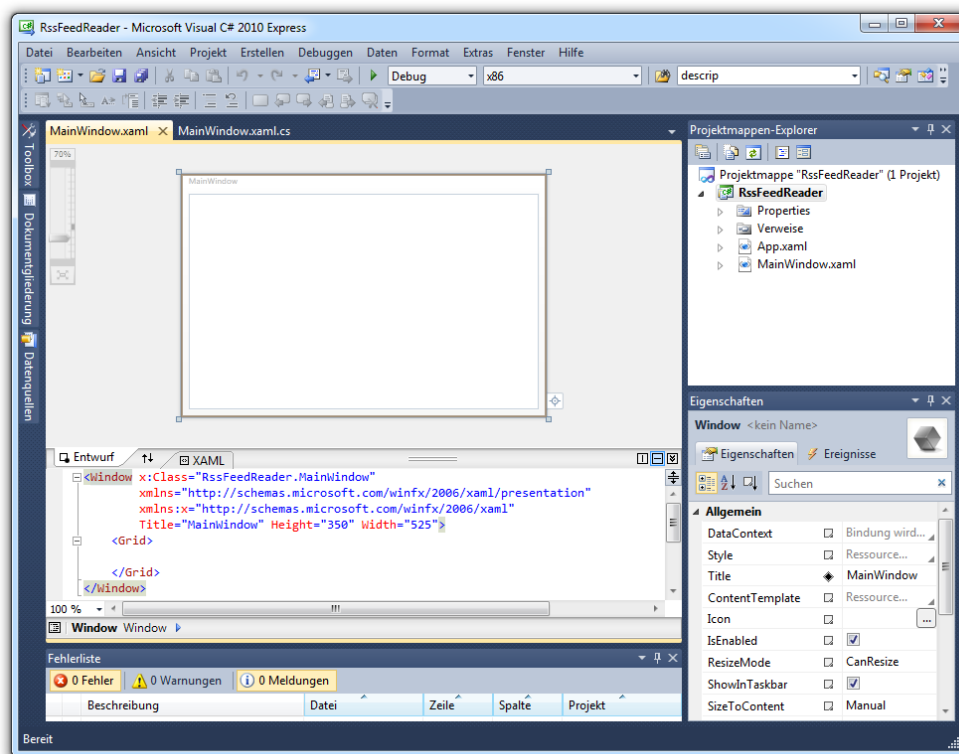 RssFeedReader - Microsoft Visual C# 2010 Express
Datei Bearbeiten Ansicht Projekt Erstellen Debuggen Daten Format Extras Fenster Hilfe
Debug x86 descrip
MainWindow.xaml MainWindow.xaml.cs
Toolbox
Dokumentgliederung
Datenquellen
70%
MainWindow
Entwurf XAML
<Window x:Class="RssFeedReader.MainWindow"
xmlns="http://schemas.microsoft.com/winfx/2006/xaml/presentation"
xmlns:x="http://schemas.microsoft.com/winfx/2006/xaml"
Title="MainWindow" Height="350" Width="525">
<Grid>
</Grid>
</Window>
100 %
Window Window
Fehlerliste
0 Fehler 0 Warnungen 0 Meldungen
Beschreibung Datei Zeile Spalte Projekt
Projektmappen-Explorer
Projektmappe "RssFeedReader" (1 Projekt)
RssFeedReader
Properties
Verweise
App.xaml
MainWindow.xaml
Eigenschaften
Window <kein Name>
Eigenschaften Ereignisse
Suchen
Allgemein
DataContext Bindung wird...
Style Ressource...
Title MainWindow
ContentTemplate Ressource...
Icon ...
IsEnabled
ResizeMode CanResize
ShowInTaskbar
SizeToContent Manual
Bereit